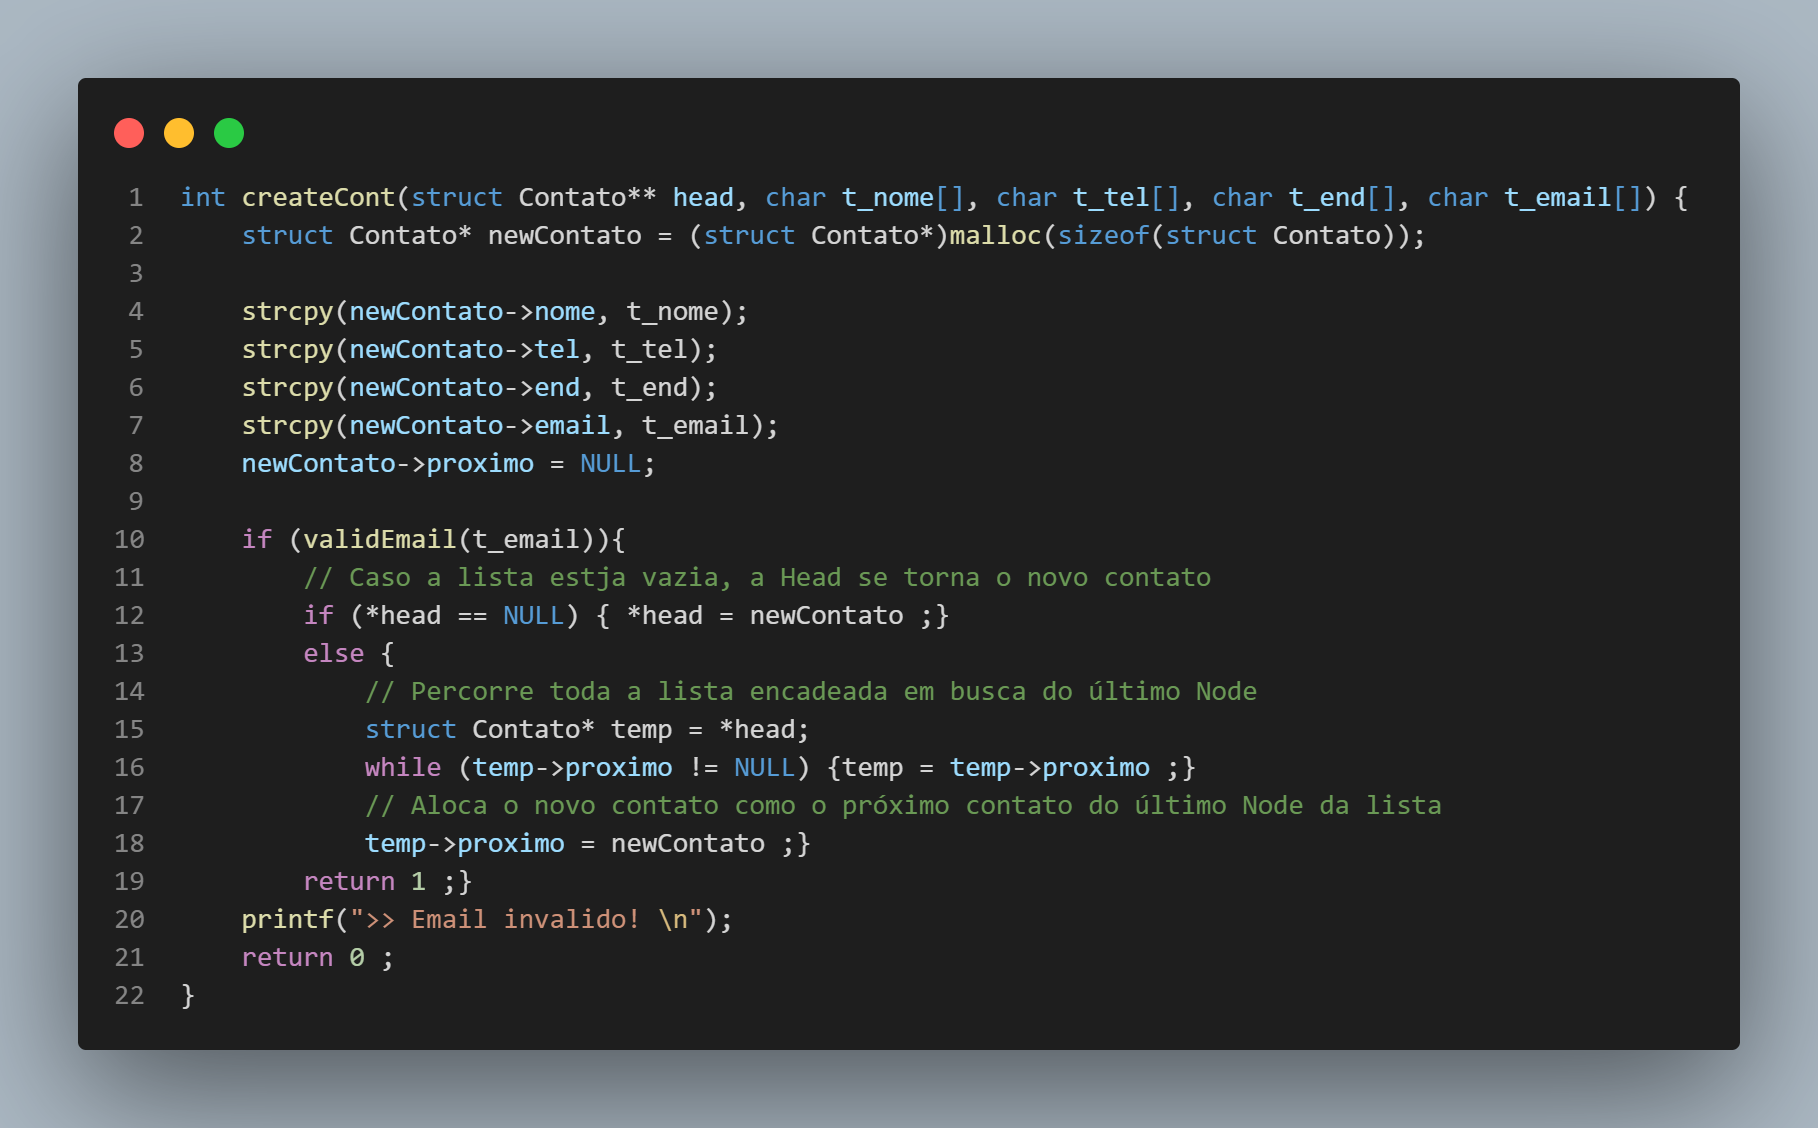 1 int createCont(struct Contato** head, char t_nome[], char t_tel[], char t_end[], char t_email[]) {
2     struct Contato* newContato = (struct Contato*)malloc(sizeof(struct Contato));
3
4     strcpy(newContato->nome, t_nome);
5     strcpy(newContato->tel, t_tel);
6     strcpy(newContato->end, t_end);
7     strcpy(newContato->email, t_email);
8     newContato->proximo = NULL;
9
10     if (validEmail(t_email)){
11         // Caso a lista estja vazia, a Head se torna o novo contato
12         if (*head == NULL) { *head = newContato ;}
13         else {
14             // Percorre toda a lista encadeada em busca do último Node
15             struct Contato* temp = *head;
16             while (temp->proximo != NULL) {temp = temp->proximo ;}
17             // Aloca o novo contato como o próximo contato do último Node da lista
18             temp->proximo = newContato ;}
19         return 1 ;}
20     printf(">> Email invalido! \n");
21     return 0 ;
22 }